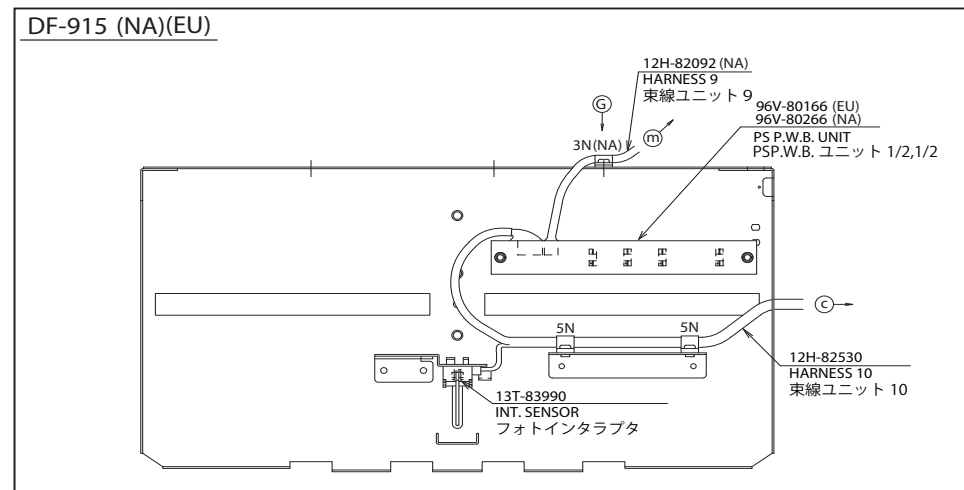 DF-915 (NA)(EU)
12H-82092 (NA)
HARNESS 9
束線ユニット 9
G
m
3N(NA)
96V-80166 (EU)
96V-80266 (NA)
PS P.W.B. UNIT
PSP.W.B. ユニット 1/2,1/2
c
5N
5N
12H-82530
HARNESS 10
束線ユニット 10
13T-83990
INT. SENSOR
フォトインタラプタ